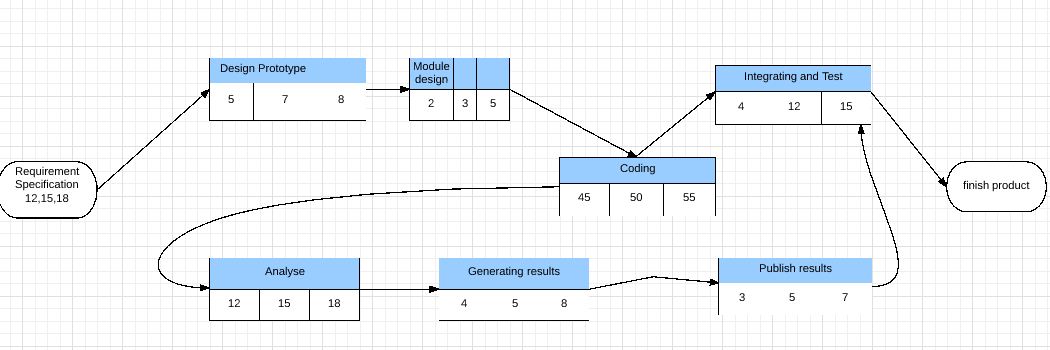 Design Prototype
5 7 8
Module
design
2 3 5
Integrating and Test
4 12 15
Requirement
Specification
12,15,18
Coding
45 50 55
finish product
Analyse
12 15 18
Generating results
4 5 8
Publish results
3 5 7